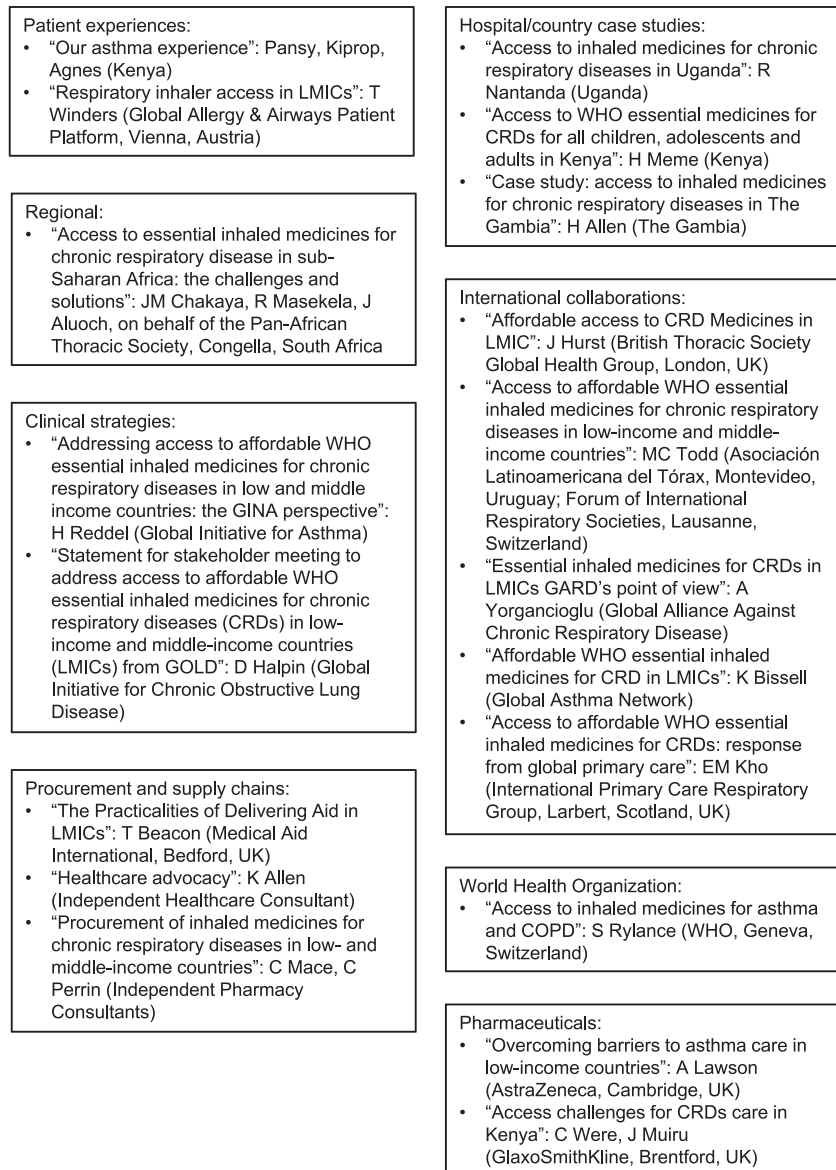 Patient experiences:
• “Our asthma experience”: Pansy, Kiprop,
Agnes (Kenya)
• “Respiratory inhaler access in LMICs”: T
Winders (Global Allergy & Airways Patient
Platform, Vienna, Austria)
Regional:
• “Access to essential inhaled medicines for
chronic respiratory disease in sub-
Saharan Africa: the challenges and
solutions”: JM Chakaya, R Masekela, J
Aluoch, on behalf of the Pan-African
Thoracic Society, Congella, South Africa
Clinical strategies:
• “Addressing access to affordable WHO
essential inhaled medicines for chronic
respiratory diseases in low and middle
income countries: the GINA perspective”:
H Reddel (Global Initiative for Asthma)
• “Statement for stakeholder meeting to
address access to affordable WHO
essential inhaled medicines for chronic
respiratory diseases (CRDs) in low-
income and middle-income countries
(LMICs) from GOLD”: D Halpin (Global
Initiative for Chronic Obstructive Lung
Disease)
Procurement and supply chains:
• “The Practicalities of Delivering Aid in
LMICs”: T Beacon (Medical Aid
International, Bedford, UK)
• “Healthcare advocacy”: K Allen
(Independent Healthcare Consultant)
• “Procurement of inhaled medicines for
chronic respiratory diseases in low- and
middle-income countries”: C Mace, C
Perrin (Independent Pharmacy
Consultants)
Hospital/country case studies:
• “Access to inhaled medicines for chronic
respiratory diseases in Uganda”: R
Nantanda (Uganda)
• “Access to WHO essential medicines for
CRDs for all children, adolescents and
adults in Kenya”: H Meme (Kenya)
• “Case study: access to inhaled medicines
for chronic respiratory diseases in The
Gambia”: H Allen (The Gambia)
International collaborations:
• “Affordable access to CRD Medicines in
LMIC”: J Hurst (British Thoracic Society
Global Health Group, London, UK)
• “Access to affordable WHO essential
inhaled medicines for chronic respiratory
diseases in low-income and middle-
income countries”: MC Todd (Asociación
Latinoamericana del Tórax, Montevideo,
Uruguay; Forum of International
Respiratory Societies, Lausanne,
Switzerland)
• “Essential inhaled medicines for CRDs in
LMICs GARD’s point of view”: A
Yorgancioglu (Global Alliance Against
Chronic Respiratory Disease)
• “Affordable WHO essential inhaled
medicines for CRD in LMICs”: K Bissell
(Global Asthma Network)
• “Access to affordable WHO essential
inhaled medicines for CRDs: response
from global primary care”: EM Kho
(International Primary Care Respiratory
Group, Larbert, Scotland, UK)
World Health Organization:
• “Access to inhaled medicines for asthma
and COPD”: S Rylance (WHO, Geneva,
Switzerland)
Pharmaceuticals:
• “Overcoming barriers to asthma care in
low-income countries”: A Lawson
(AstraZeneca, Cambridge, UK)
• “Access challenges for CRDs care in
Kenya”: C Were, J Muiru
(GlaxoSmithKline, Brentford, UK)